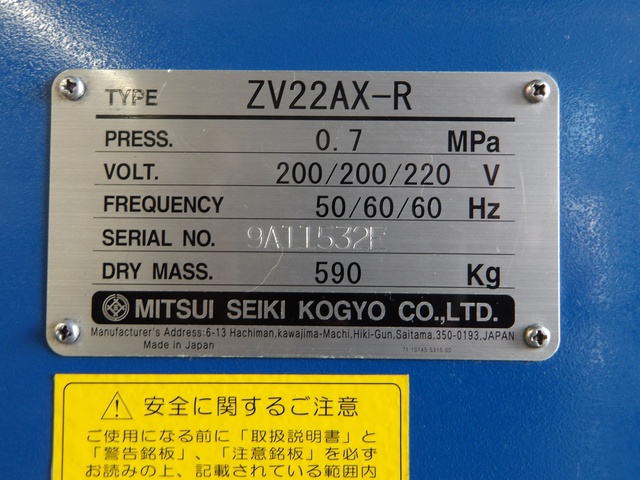 TYPE ZV22AX-R
PRESS. 0.7 MPa
VOLT. 200/200/220 V
FREQUENCY 50/60/60 Hz
SERIAL NO.
DRY MASS. 590 Kg
MITSUI SEIKI KOGYO CO.,LTD.
Manufacturer's Address:6-13 Hachiman,kawajima-Machi,Hiki-Gun,Saitama,350-0193,JAPAN
Made in Japan
⚠ 安全に関するご注意
ご使用になる前に「取扱説明書」と
「警告銘板」、「注意銘板」を必ず
お読みの上、記載されている範囲内